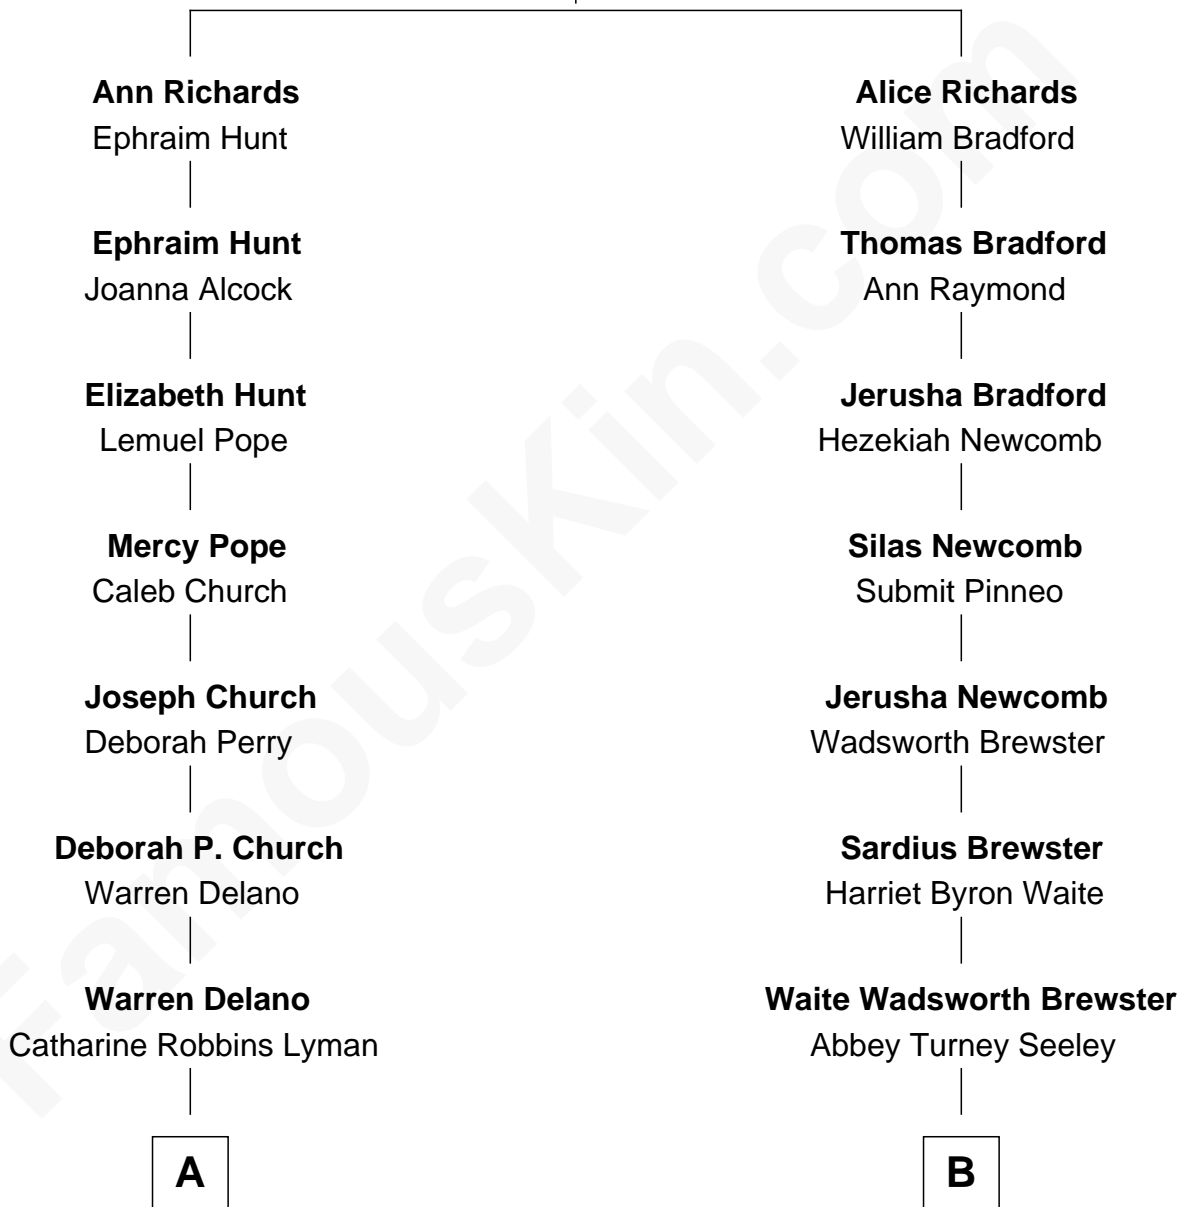 Ann Richards
Ephraim Hunt
Ephraim Hunt
Joanna Alcock
Elizabeth Hunt
Lemuel Pope
Mercy Pope
Caleb Church
Joseph Church
Deborah Perry
Deborah P. Church
Warren Delano
Warren Delano
Catharine Robbins Lyman
A
Alice Richards
William Bradford
Thomas Bradford
Ann Raymond
Jerusha Bradford
Hezekiah Newcomb
Silas Newcomb
Submit Pinneo
Jerusha Newcomb
Wadsworth Brewster
Sardius Brewster
Harriet Byron Waite
Waite Wadsworth Brewster
Abbey Turney Seeley
B
FamousKin.com